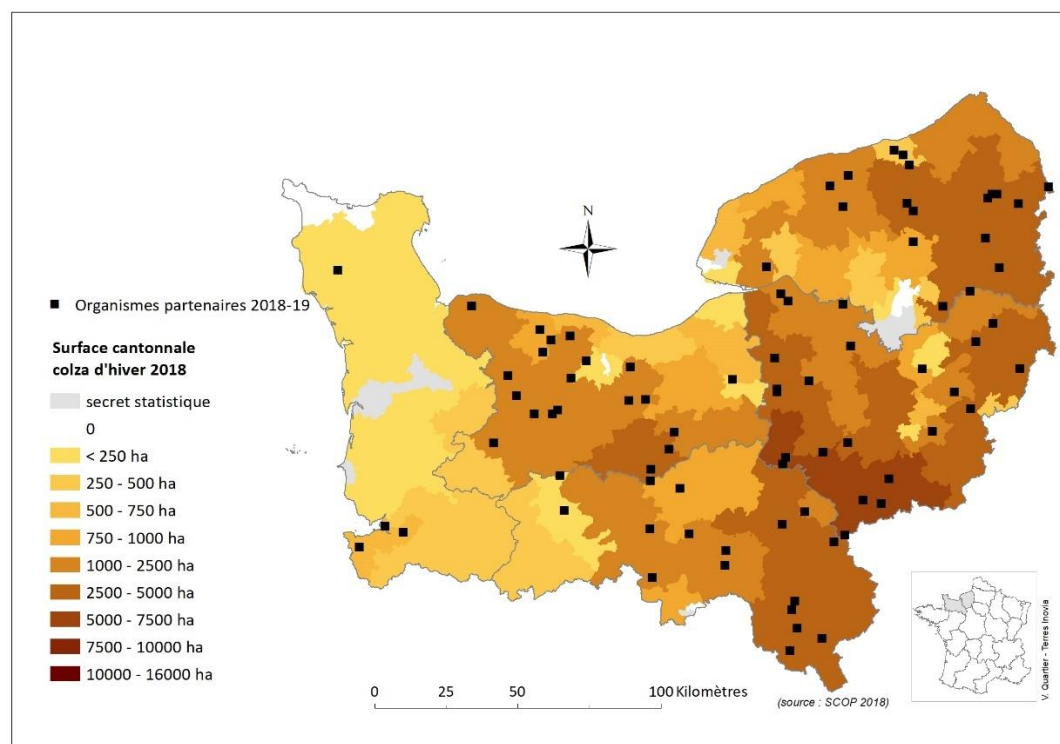 N
Organismes partenaires 2018-19
Surface cantonnale
colza d'hiver 2018
secret statistique
0
< 250 ha
250 - 500 ha
500 - 750 ha
750 - 1000 ha
1000 - 2500 ha
2500 - 5000 ha
5000 - 7500 ha
7500 - 10000 ha
10000 - 16000 ha
0 25 50 100 Kilomètres
(source : SCOP 2018)
V. Quartier - Terres Inovia